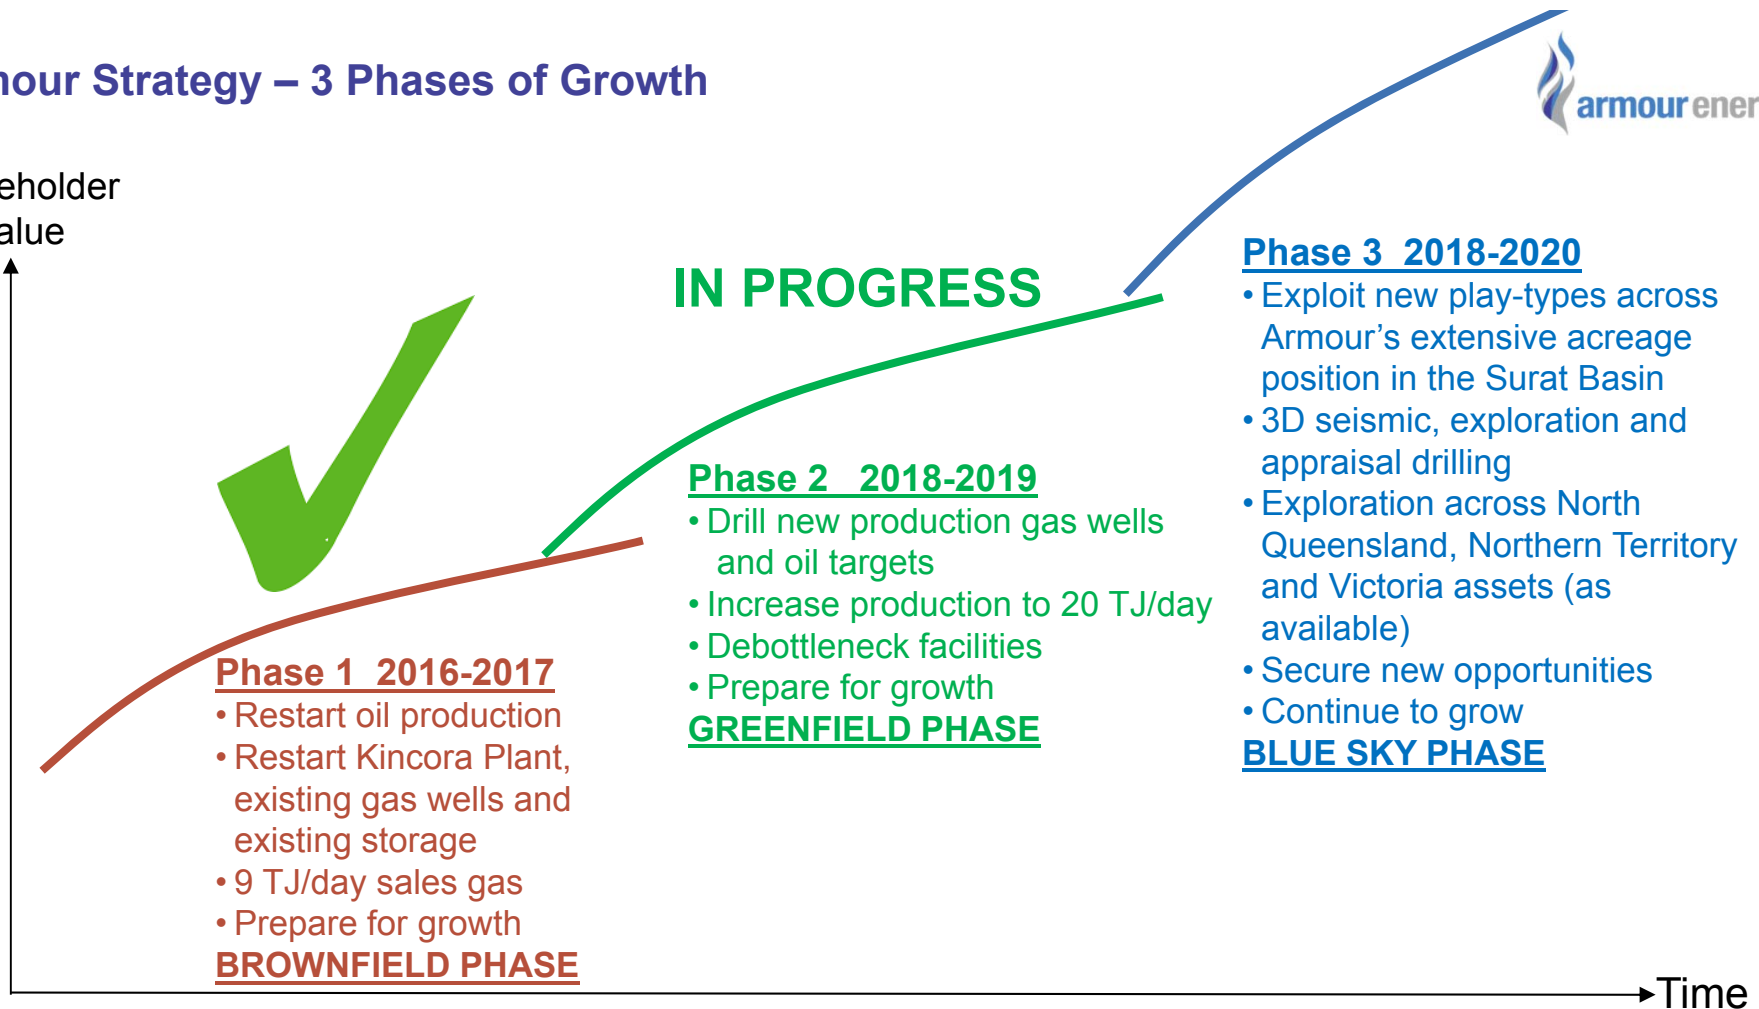 mour Strategy – 3 Phases of Growth
armour ener
eholder
alue
IN PROGRESS
Phase 1 2016-2017
• Restart oil production
• Restart Kincora Plant,
existing gas wells and
existing storage
• 9 TJ/day sales gas
• Prepare for growth
BROWNFIELD PHASE
Phase 2 2018-2019
• Drill new production gas wells
and oil targets
• Increase production to 20 TJ/day
• Debottleneck facilities
• Prepare for growth
GREENFIELD PHASE
Phase 3 2018-2020
• Exploit new play-types across
Armour’s extensive acreage
position in the Surat Basin
• 3D seismic, exploration and
appraisal drilling
• Exploration across North
Queensland, Northern Territory
and Victoria assets (as
available)
• Secure new opportunities
• Continue to grow
BLUE SKY PHASE
Time